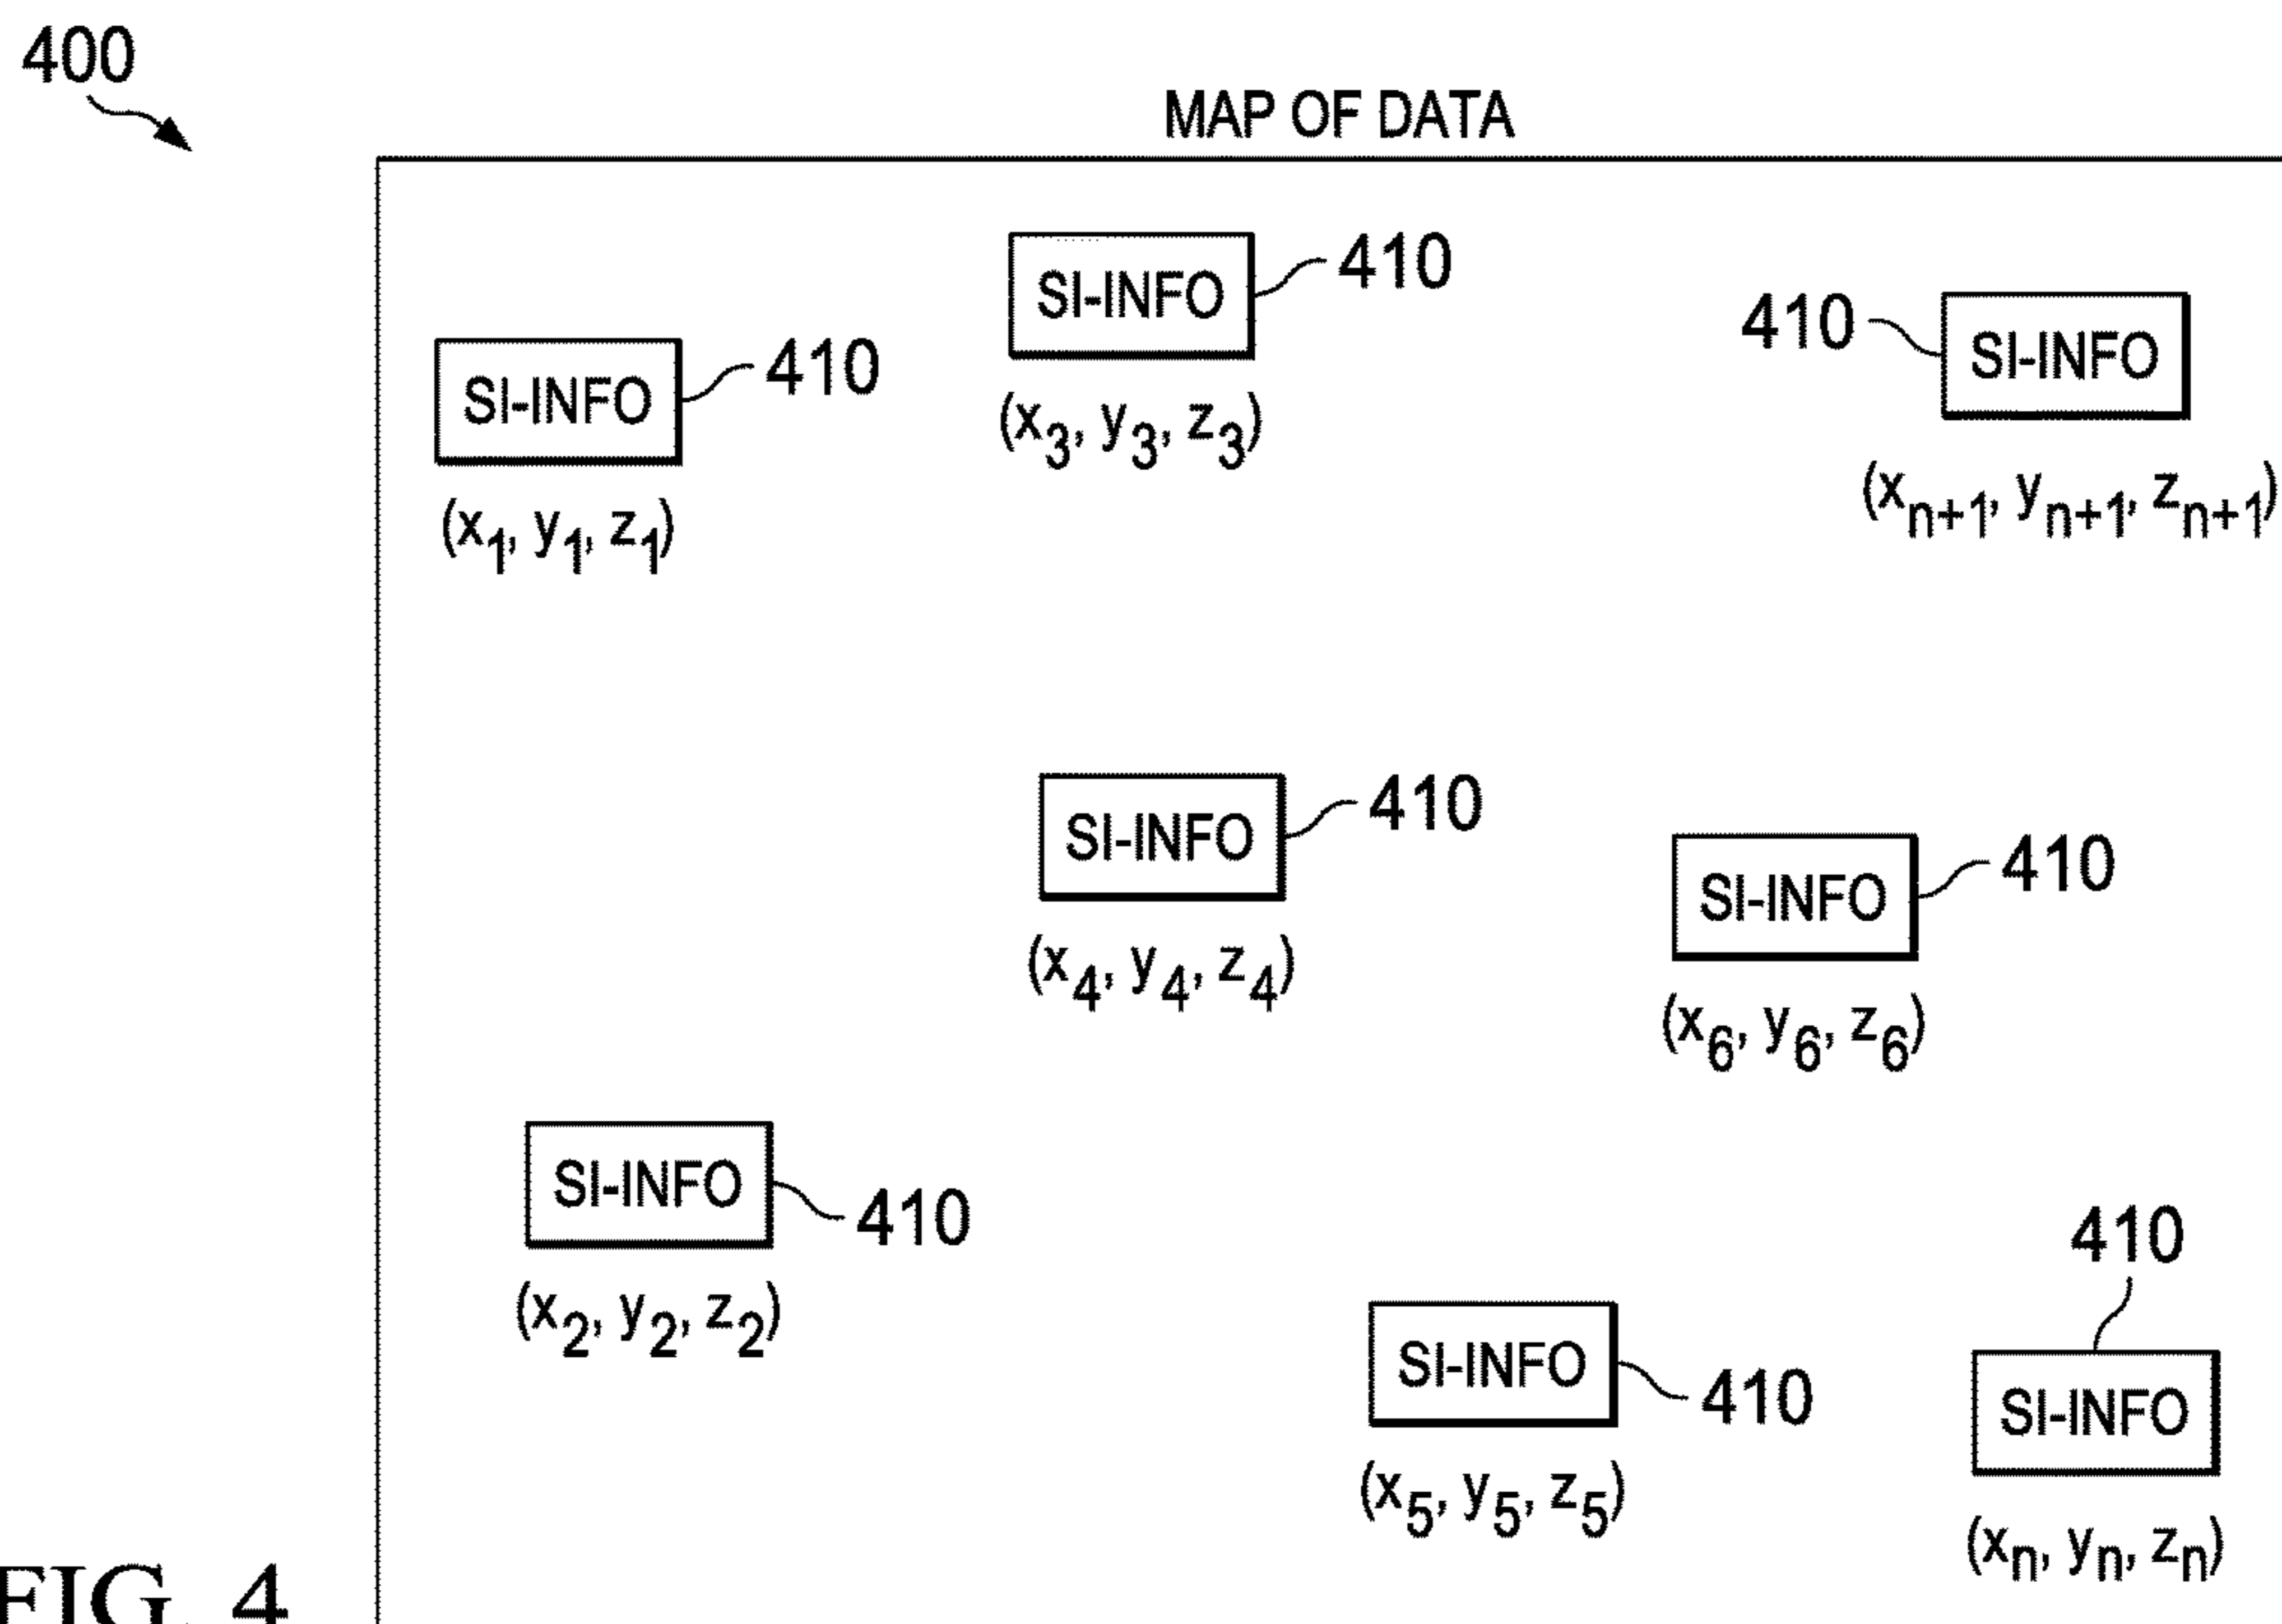 400
MAP OF DATA
SI-INFO 410
(x₃, y₃, z₃)
410 SI-INFO
(xₙ₊₁, yₙ₊₁, zₙ₊₁)
SI-INFO 410
(x₁, y₁, z₁)
SI-INFO 410
(x₄, y₄, z₄)
SI-INFO 410
(x₆, y₆, z₆)
SI-INFO 410
(x₂, y₂, z₂)
SI-INFO 410
(x₅, y₅, z₅)
410
SI-INFO
(xₙ, yₙ, zₙ)
FIG. 4